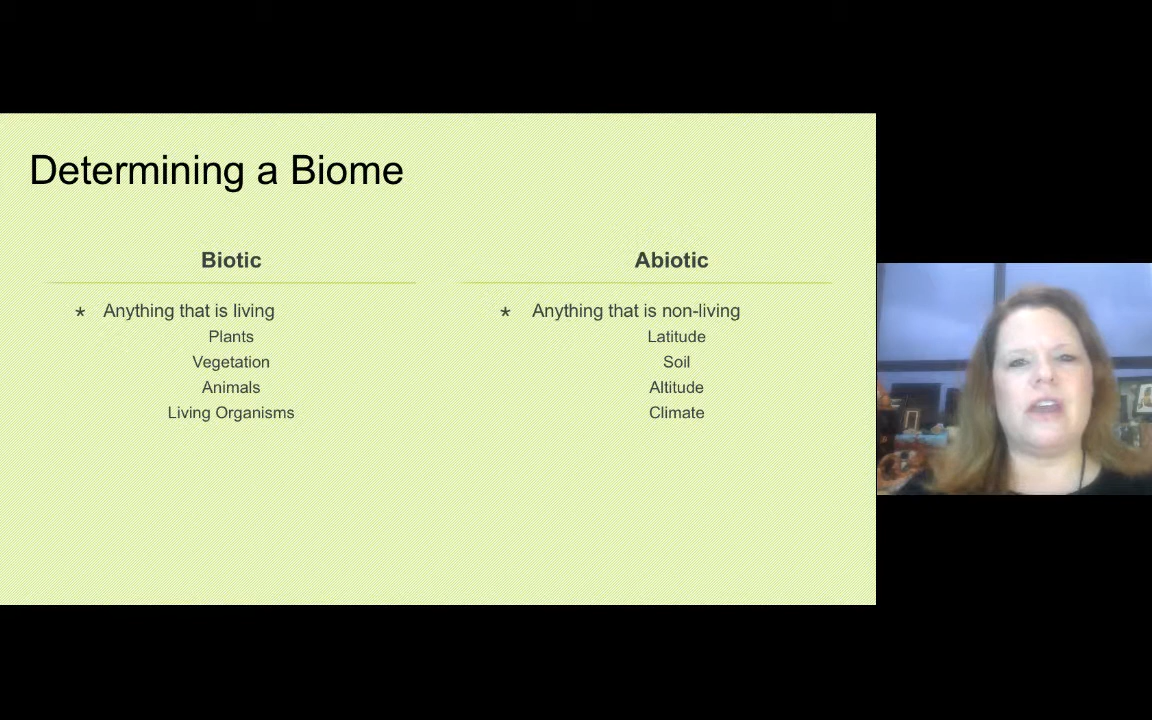 Determining a Biome
Biotic
* Anything that is living
Plants
Vegetation
Animals
Living Organisms
Abiotic
* Anything that is non-living
Latitude
Soil
Altitude
Climate